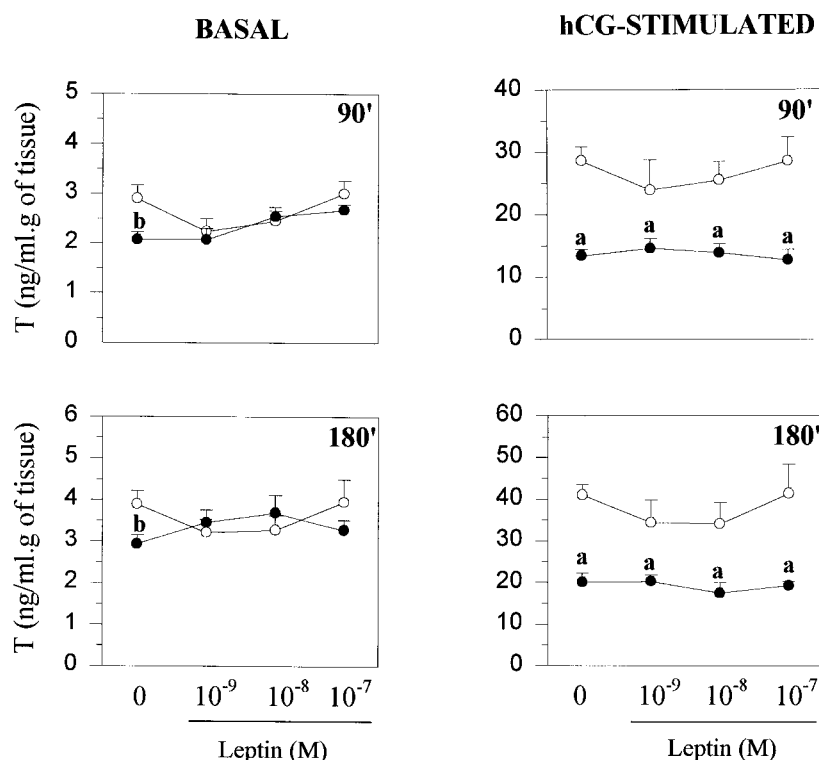 BASAL
hCG-STIMULATED
T (ng/ml.g of tissue)
5
4
3
2
1
0
90'
b
40
30
20
10
0
90'
a a a a
T (ng/ml.g of tissue)
6
5
4
3
2
1
0
180'
b
0 10-9 10-8 10-7
Leptin (M)
60
50
40
30
20
10
0
180'
a a a a
0 10-9 10-8 10-7
Leptin (M)